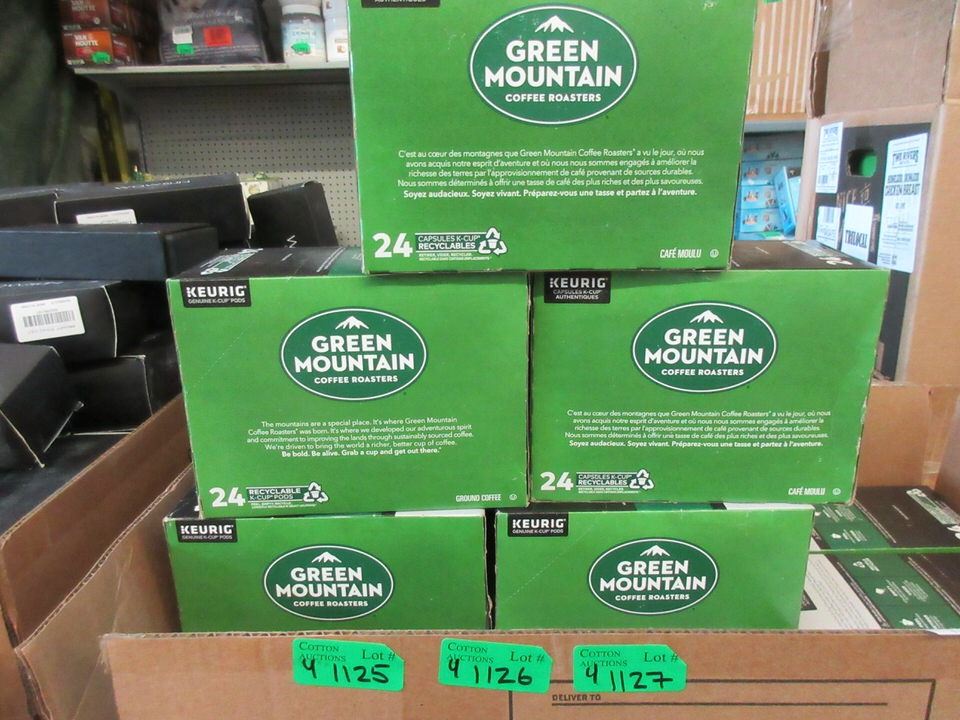 AUTHENTIQUES
GREEN
MOUNTAIN
COFFEE ROASTERS
C'est au cœur des montagnes que Green Mountain Coffee Roasters® a vu le jour, où nous
avons acquis notre esprit d'aventure et où nous nous sommes engagés à améliorer la
richesse des terres par l'approvisionnement de café provenant de sources durables.
Nous sommes déterminés à offrir une tasse de café des plus riches et des plus savoureuses.
Soyez audacieux. Soyez vivant. Préparez-vous une tasse et partez à l'aventure.
24 CAPSULES K-CUP®
RECYCLABLES
CAFÉ MOULU
KEURIG
GENUINE K-CUP® PODS
GREEN
MOUNTAIN
COFFEE ROASTERS
The mountains are a special place. It's where Green Mountain
Coffee Roasters® was born. It's where we developed our adventurous spirit
and commitment to improving the lands through sustainably sourced coffee.
We're driven to bring the world a richer, better cup of coffee.
Be bold. Be alive. Grab a cup and get out there.™
24 RECYCLABLE
K-CUP® PODS
GROUND COFFEE
KEURIG
CAPSULES K-CUP®
AUTHENTIQUES
GREEN
MOUNTAIN
COFFEE ROASTERS
C'est au cœur des montagnes que Green Mountain Coffee Roasters® a vu le jour, où nous
avons acquis notre esprit d'aventure et où nous nous sommes engagés à améliorer la
richesse des terres par l'approvisionnement de café provenant de sources durables.
Nous sommes déterminés à offrir une tasse de café des plus riches et des plus savoureuses.
Soyez audacieux. Soyez vivant. Préparez-vous une tasse et partez à l'aventure.
24 CAPSULES K-CUP®
RECYCLABLES
CAFÉ MOULU
KEURIG
GENUINE K-CUP® PODS
GREEN
MOUNTAIN
COFFEE ROASTERS
KEURIG
GENUINE K-CUP® PODS
GREEN
MOUNTAIN
COFFEE ROASTERS
COTTON
AUCTIONS Lot #
4 1125
COTTON
AUCTIONS Lot #
4 1126
COTTON
AUCTIONS Lot #
4 1127
DELIVER TO
VAN
HOUTTE
TWO RIVERS
CHICKEN BREAST